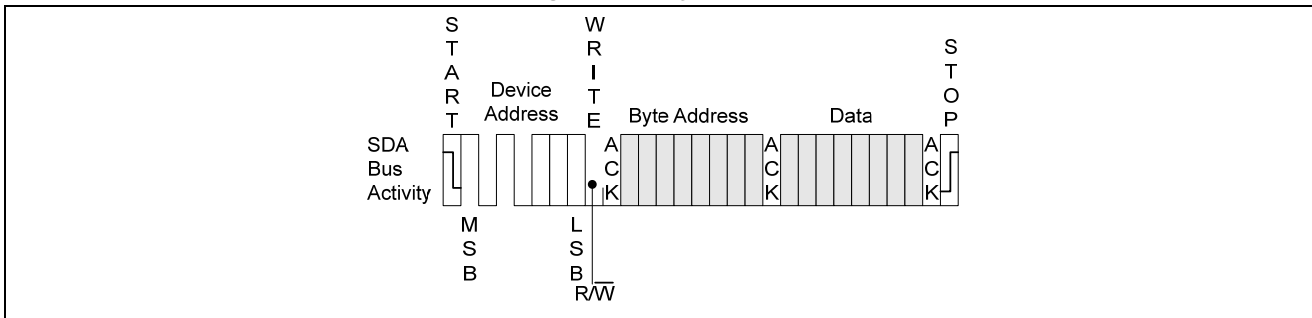 START
WRITE
STOP
Device
Address
Byte Address
Data
SDA
Bus
Activity
ACK
ACK
ACK
MSB
LSB
R/W̅